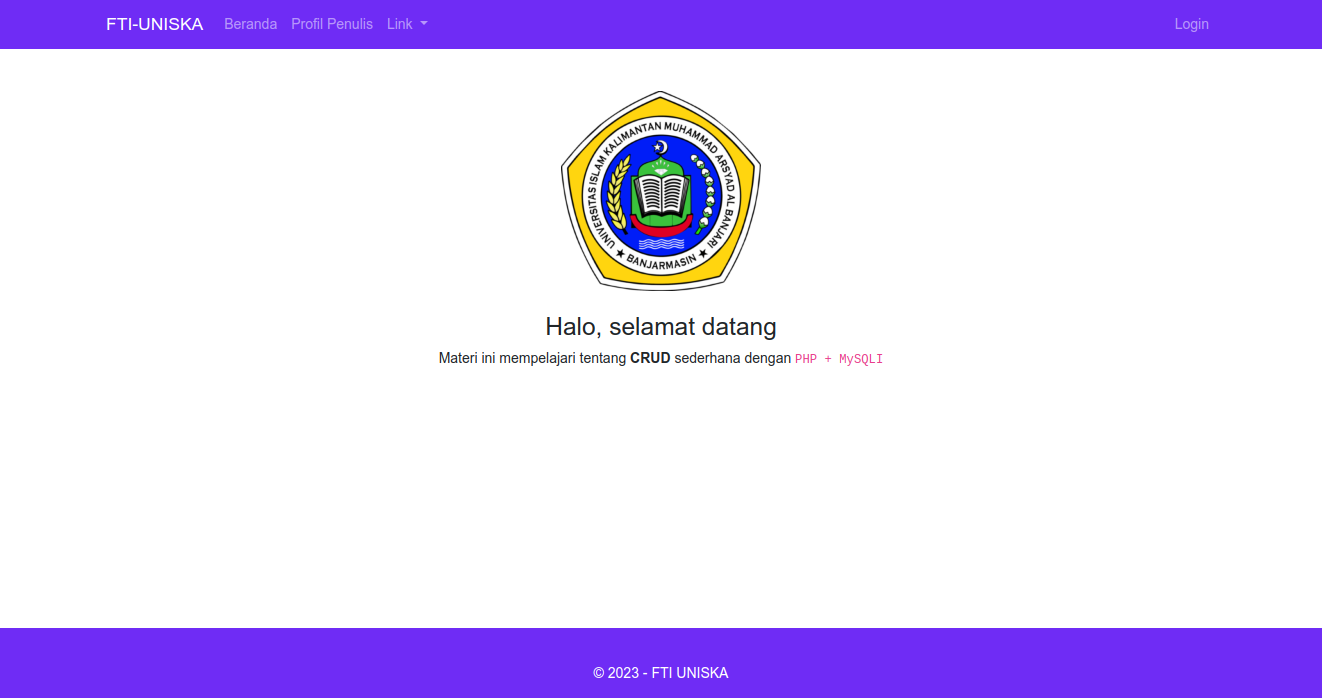 FTI-UNISKA Beranda Profil Penulis Link Login
UNIVERSITAS ISLAM KALIMANTAN MUHAMMAD ARSYAD AL BANJARI
★ BANJARMASIN ★
Halo, selamat datang
Materi ini mempelajari tentang CRUD sederhana dengan PHP + MySQLI
© 2023 - FTI UNISKA